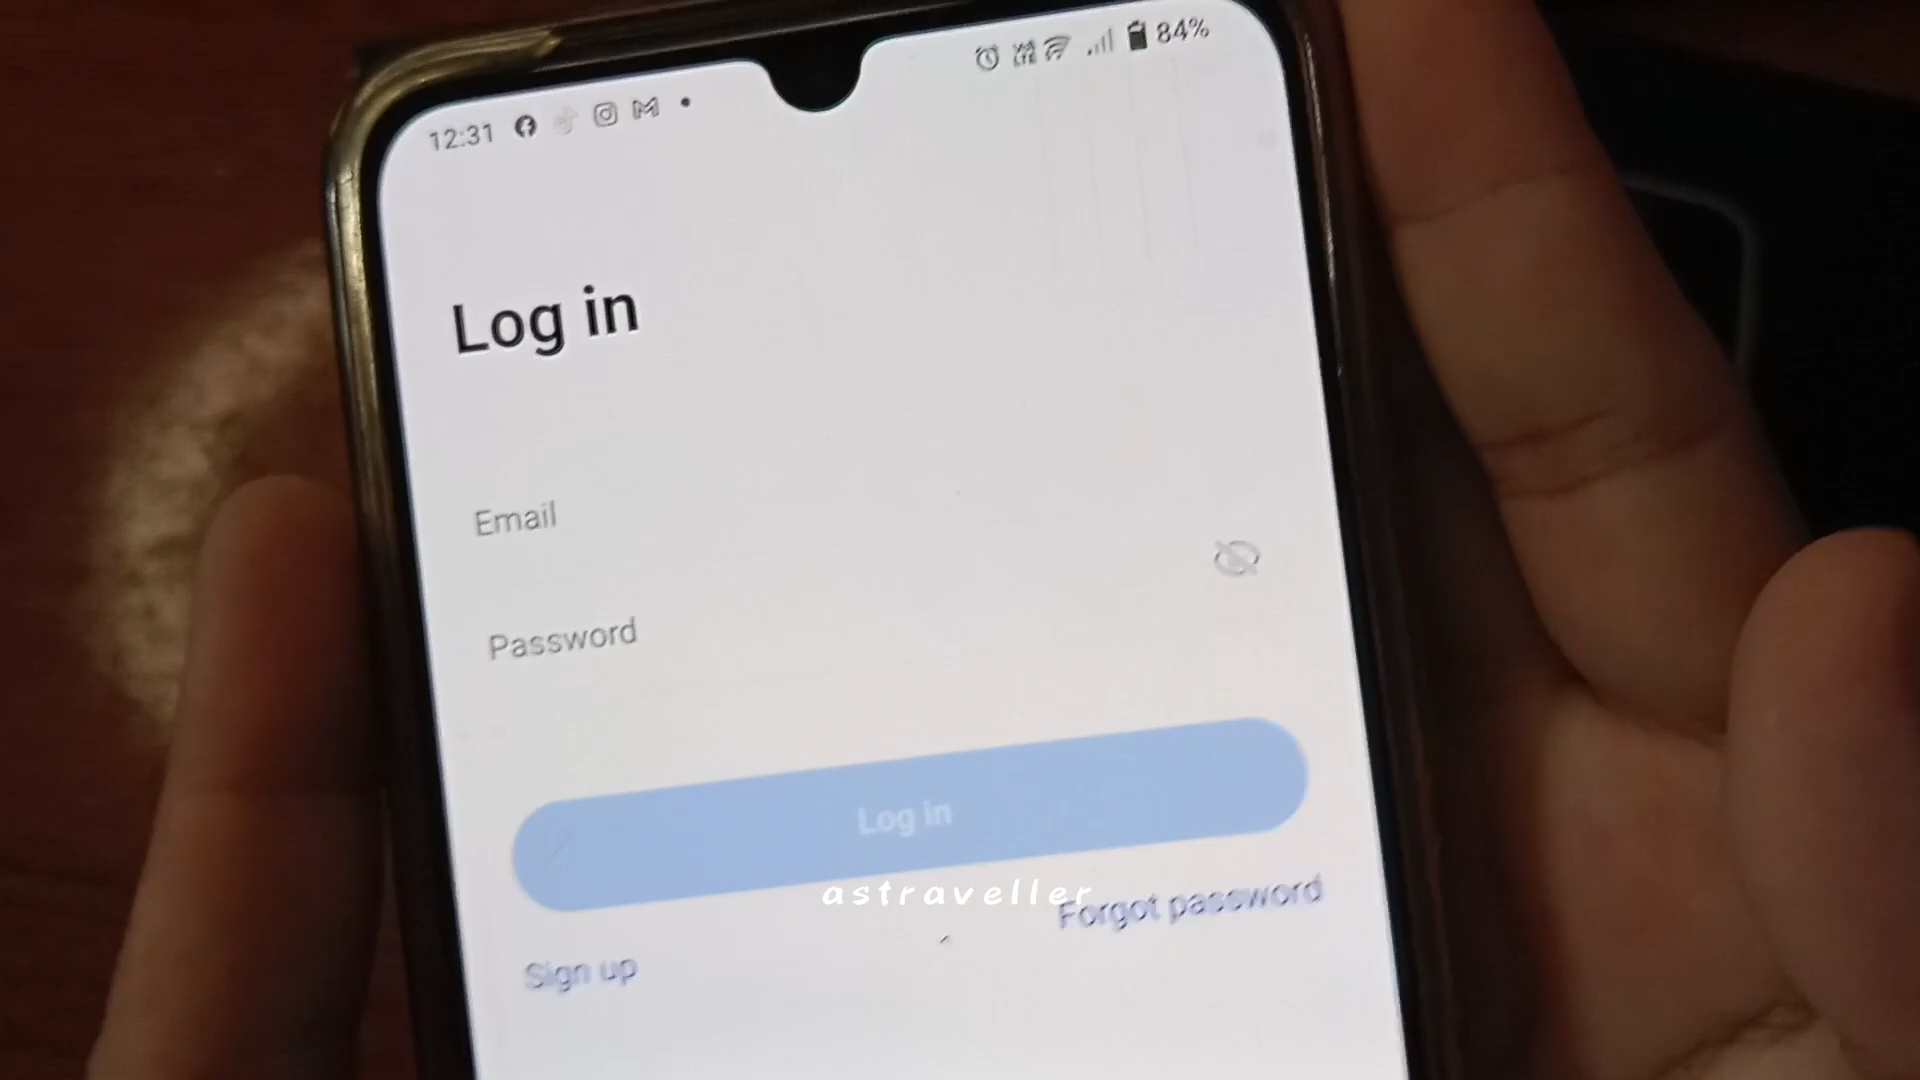 12:31 84%
Log in
Email
Password
Log in
astraveller
Forgot password
Sign up